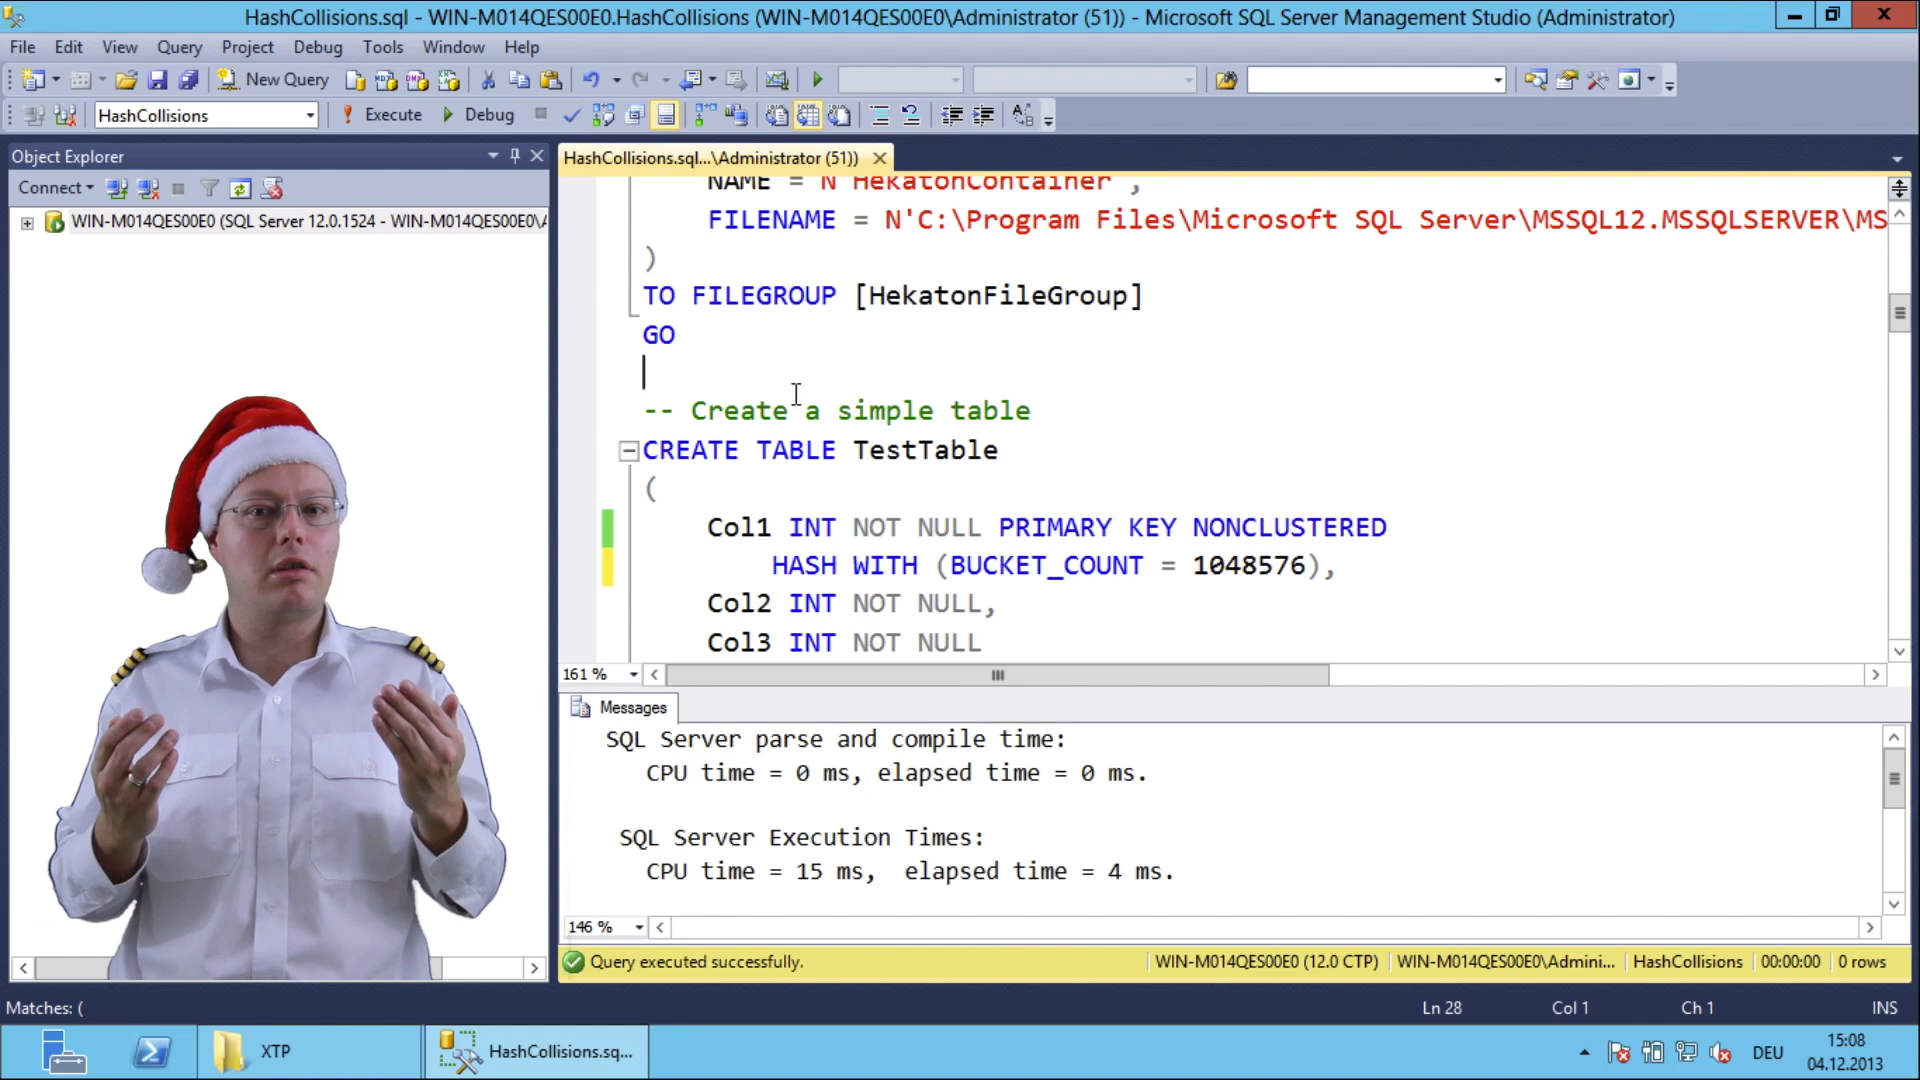 HashCollisions.sql - WIN-M014QES00E0.HashCollisions (WIN-M014QES00E0\Administrator (51)) - Microsoft SQL Server Management Studio (Administrator)
File Edit View Query Project Debug Tools Window Help
New Query
HashCollisions Execute Debug
Object Explorer
Connect
WIN-M014QES00E0 (SQL Server 12.0.1524 - WIN-M014QES00E0\A
HashCollisions.sql...\Administrator (51))
NAME = N'HekatonContainer',
FILENAME = N'C:\Program Files\Microsoft SQL Server\MSSQL12.MSSQLSERVER\MS
)
TO FILEGROUP [HekatonFileGroup]
GO
-- Create a simple table
CREATE TABLE TestTable
(
Col1 INT NOT NULL PRIMARY KEY NONCLUSTERED
HASH WITH (BUCKET_COUNT = 1048576),
Col2 INT NOT NULL,
Col3 INT NOT NULL
161 %
Messages
SQL Server parse and compile time:
CPU time = 0 ms, elapsed time = 0 ms.
SQL Server Execution Times:
CPU time = 15 ms,  elapsed time = 4 ms.
146 %
Query executed successfully. WIN-M014QES00E0 (12.0 CTP) WIN-M014QES00E0\Admini... HashCollisions 00:00:00 0 rows
Matches: ( Ln 28 Col 1 Ch 1 INS
XTP HashCollisions.sq... DEU 15:08
04.12.2013